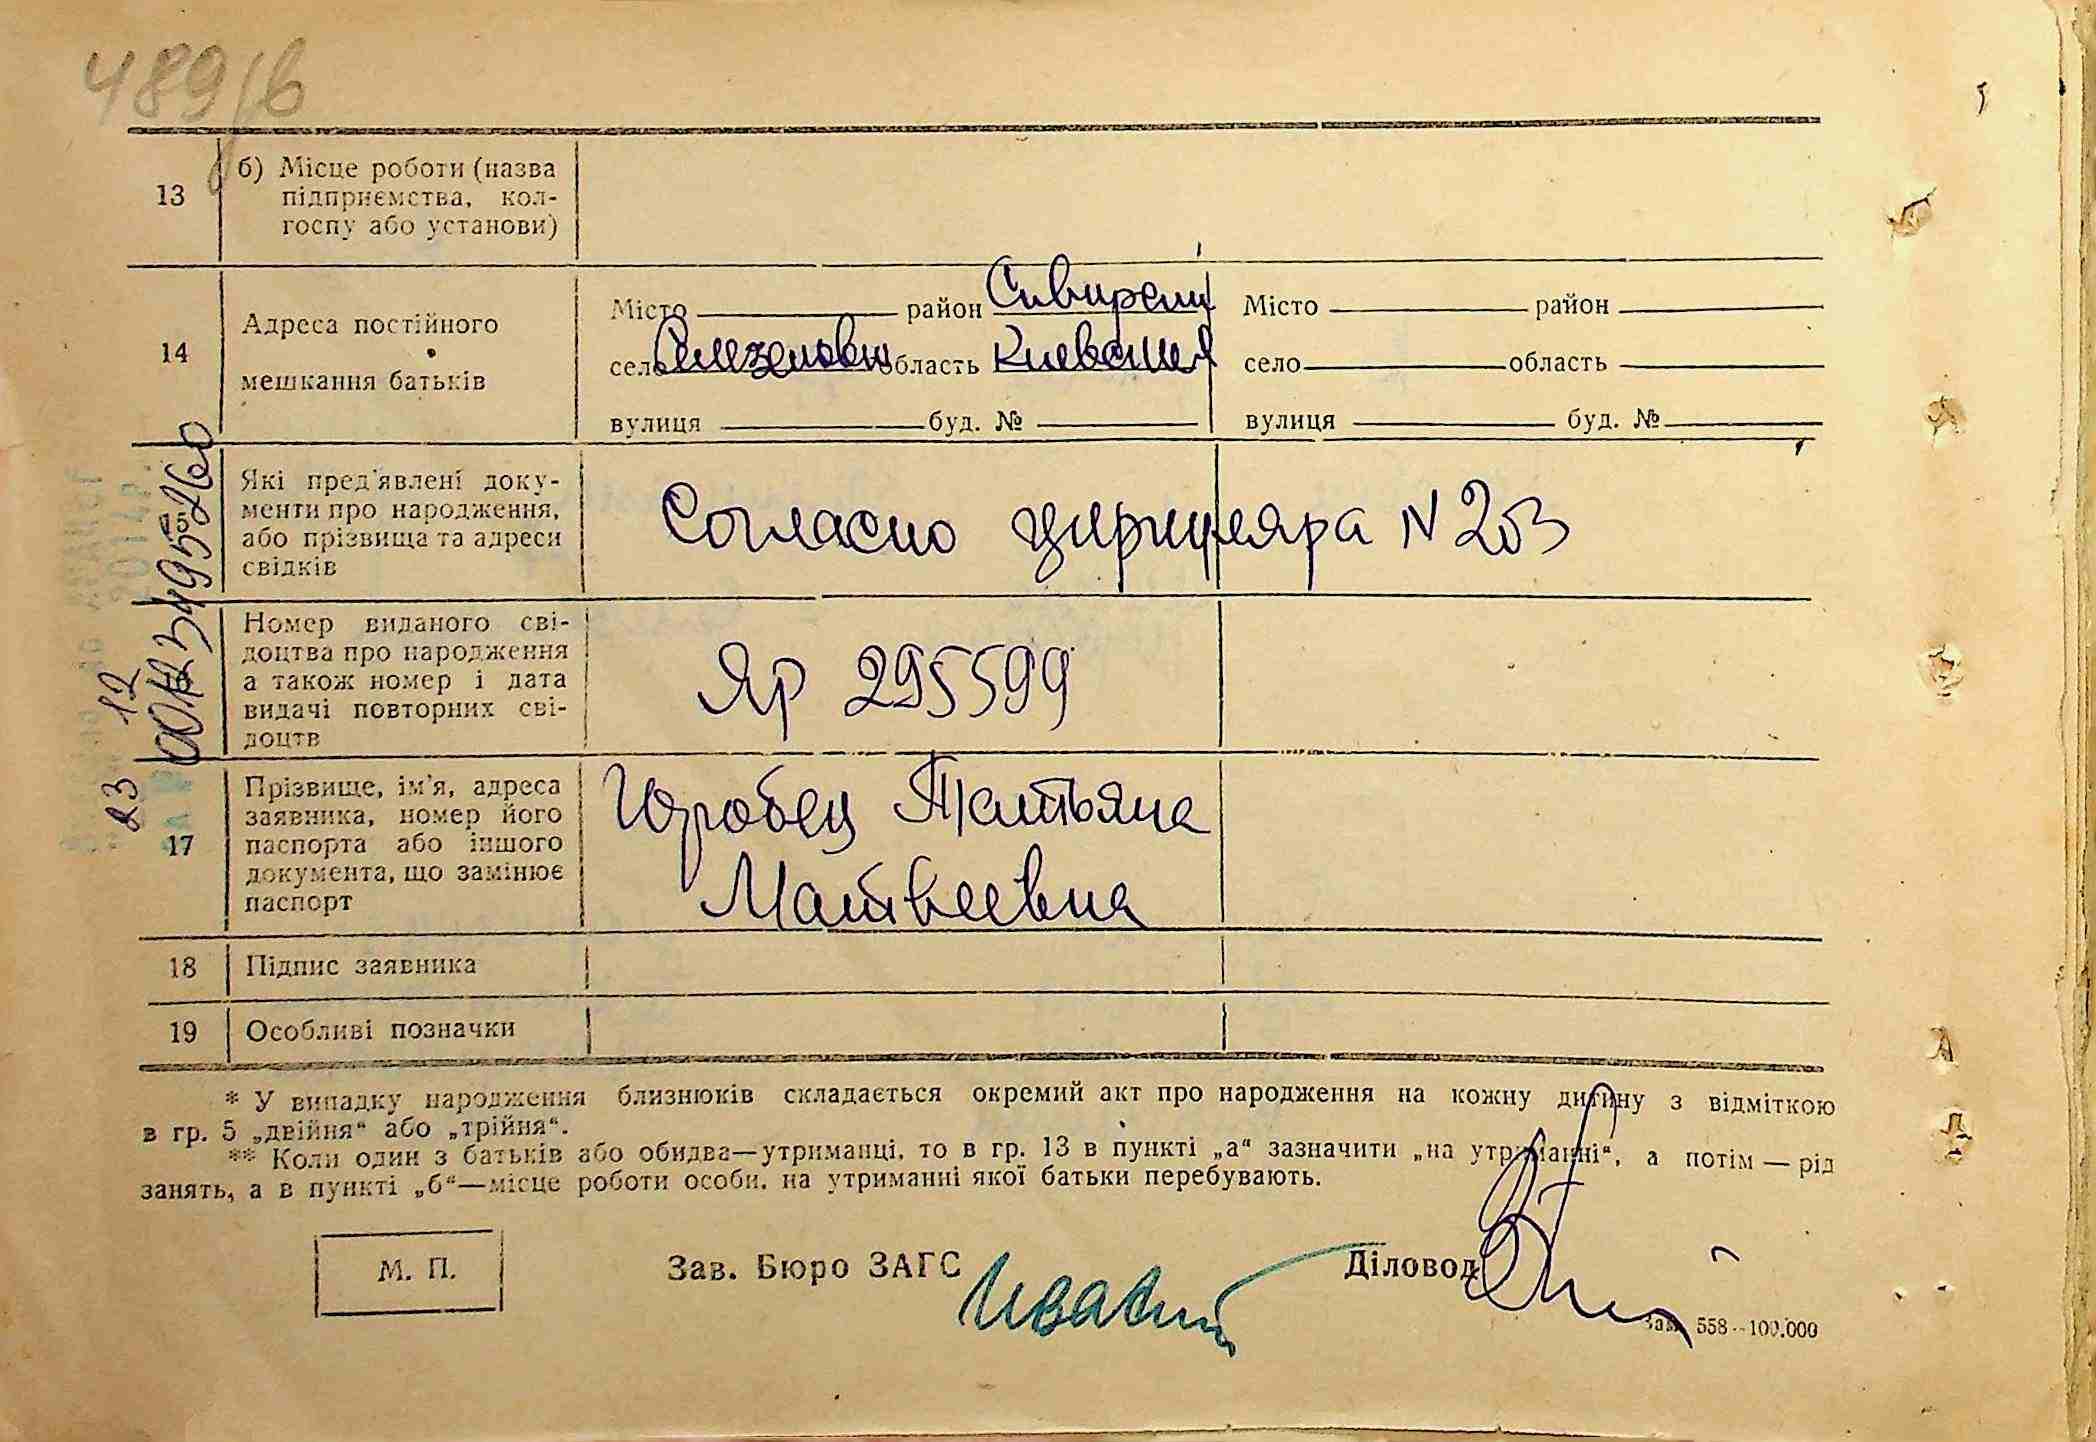 489/б
13
б) Місце роботи (назва
підприємства, кол-
госпу або установи)
14
Адреса постійного
мешкання батьків
Місто район
село область Киевская
вулиця буд. №
Місто район
село область
вулиця буд. №
Які пред'явлені доку-
менти про народження,
або прізвища та адреси
свідків
Согласно циркуляра N 203
Номер виданого сві-
доцтва про народження
а також номер і дата
видачі повторних сві-
доцтв
Яр 295599
23 12
17
Прізвище, ім'я, адреса
заявника, номер його
паспорта або іншого
документа, що замінює
паспорт
Татьяна
Матвеевна
18
Підпис заявника
19
Особливі позначки
* У випадку народження близнюків складається окремий акт про народження на кожну дитину з відміткою
в гр. 5 „двійня“ або „трійня“.
** Коли один з батьків або обидва—утриманці, то в гр. 13 в пункті „а“ зазначити „на утриманні“, а потім — рід
занять, а в пункті „б“—місце роботи особи, на утриманні якої батьки перебувають.
М. П.
Зав. Бюро ЗАГС
Діловод
Зам. 558—100.000